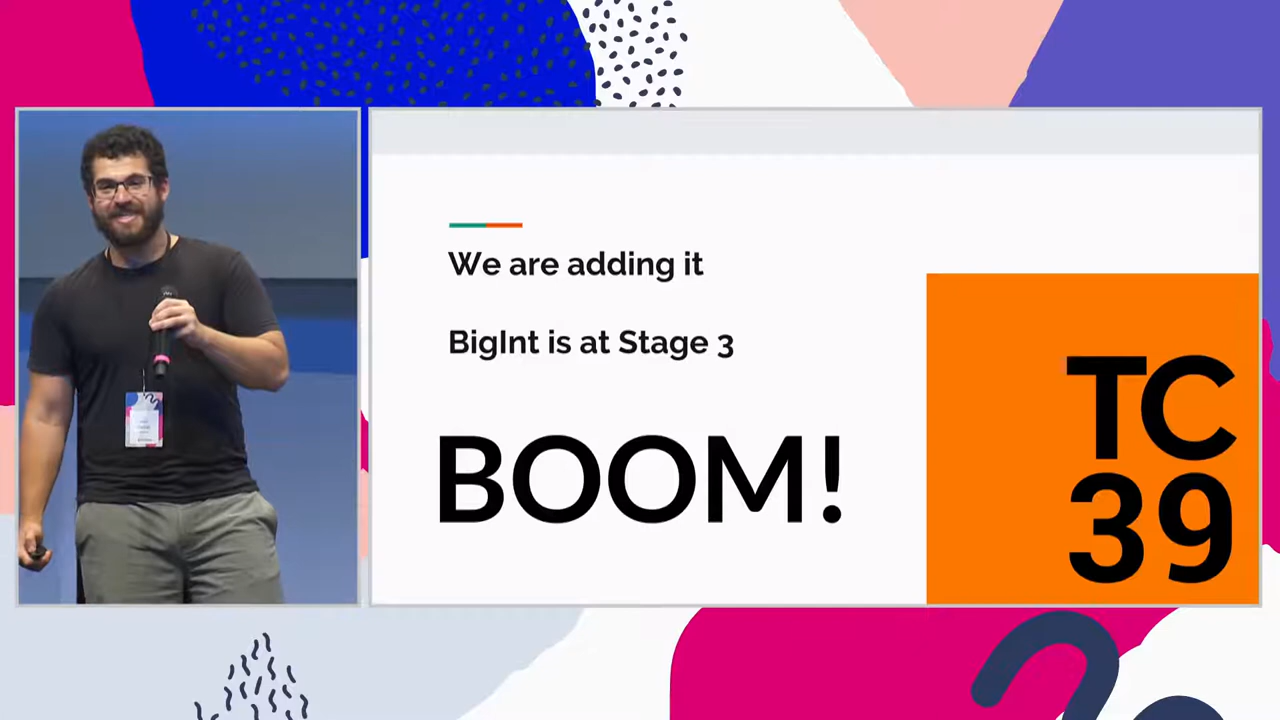 We are adding it
BigInt is at Stage 3
BOOM!
TC
39